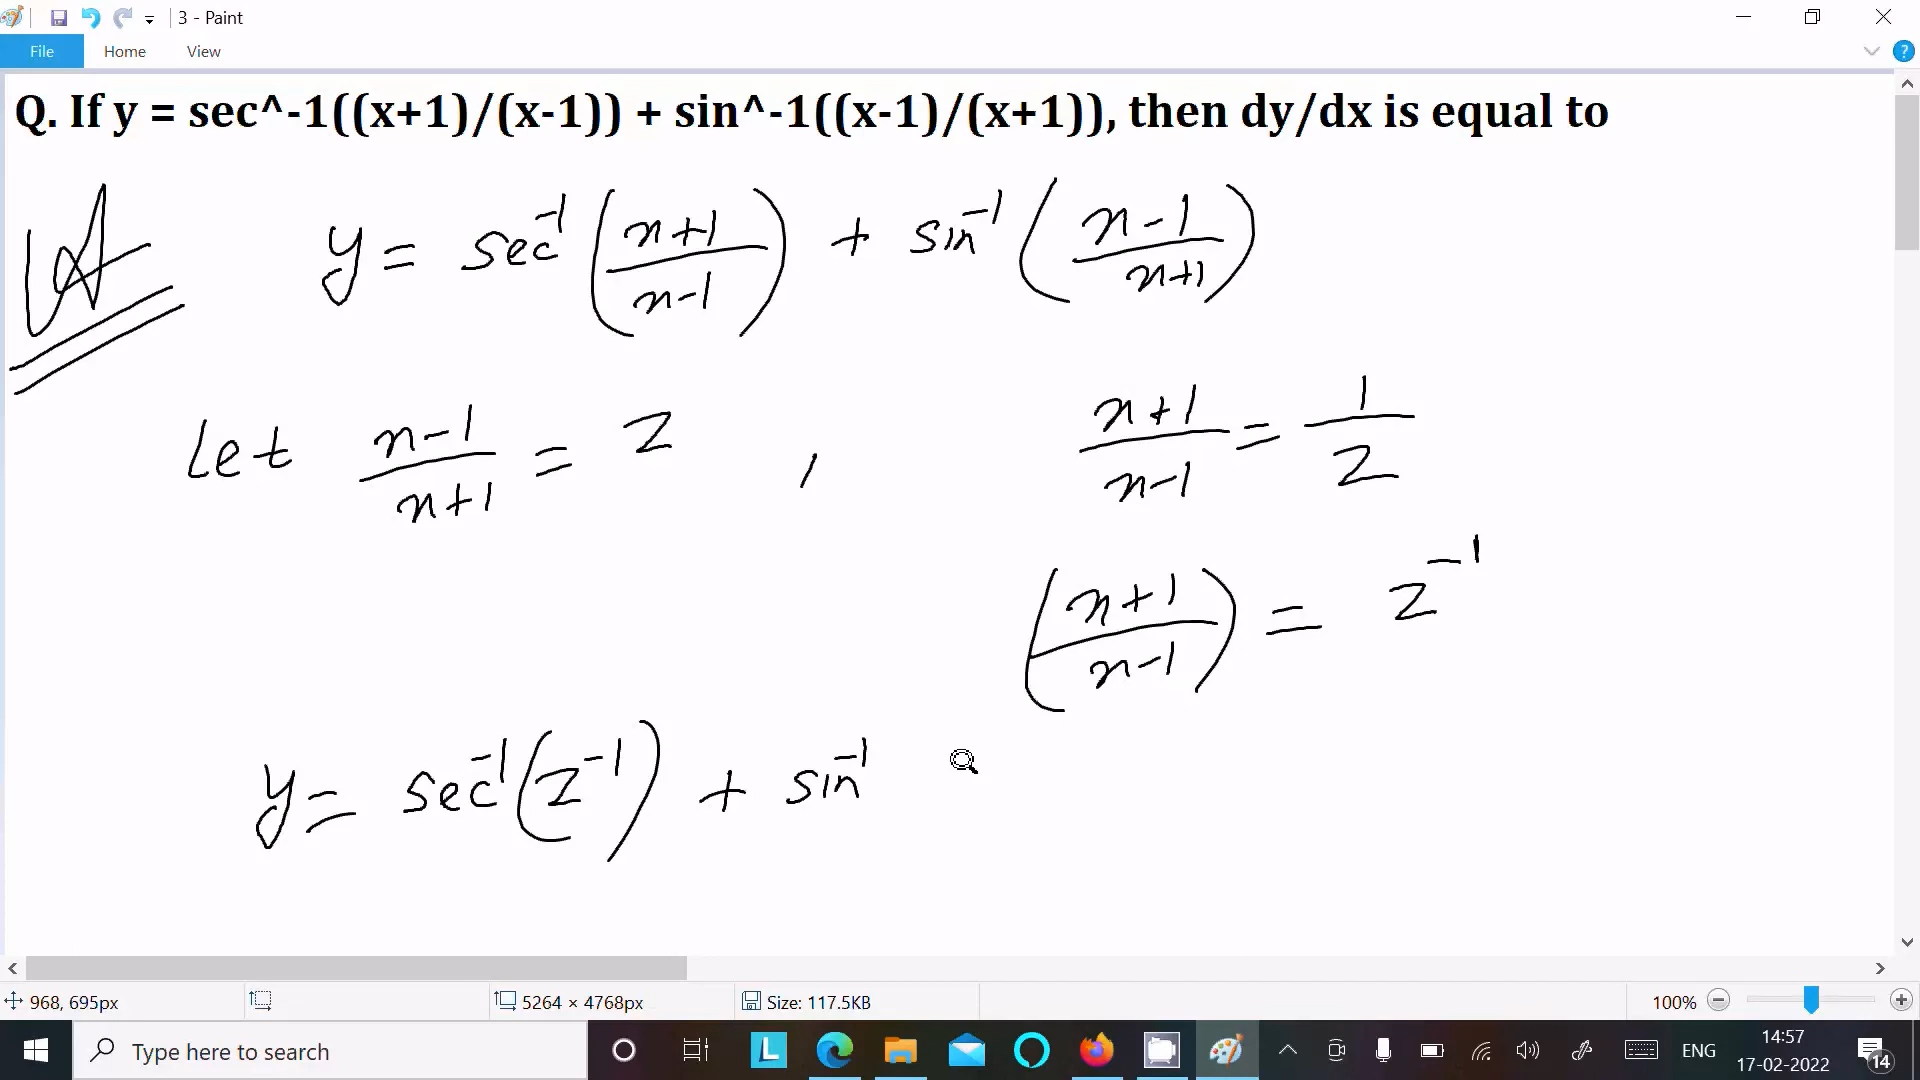 3 - Paint
File Home View
Q. If y = sec^-1((x+1)/(x-1)) + sin^-1((x-1)/(x+1)), then dy/dx is equal to
y = sec⁻¹((x+1)/(x-1)) + sin⁻¹((x-1)/(x+1))
Let (x-1)/(x+1) = z , (x+1)/(x-1) = 1/z
((x+1)/(x-1)) = z⁻¹
y = sec⁻¹(z⁻¹) + sin⁻¹
968, 695px 5264 × 4768px Size: 117.5KB 100%
Type here to search
L
ENG
14:57
17-02-2022
14